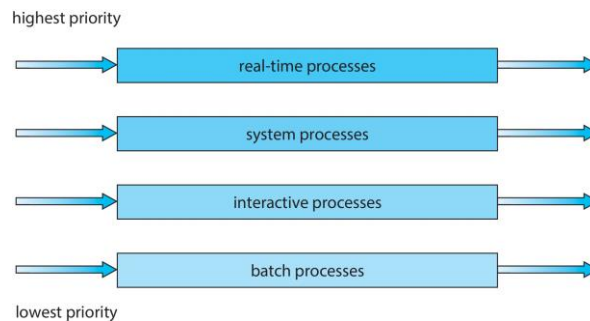 highest priority
real-time processes
system processes
interactive processes
batch processes
lowest priority